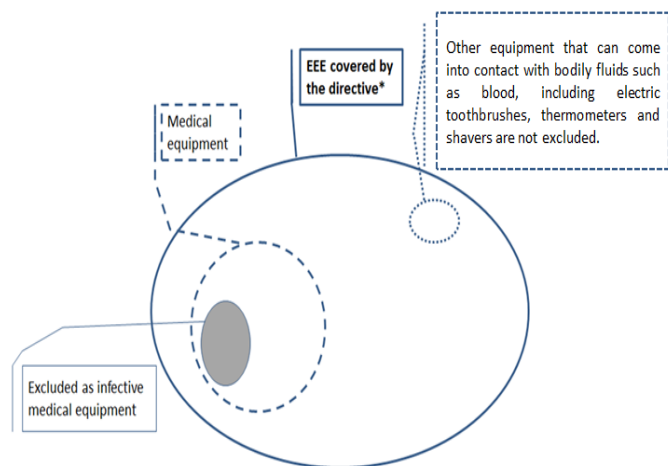 EEE covered by
the directive*
Other equipment that can come
into contact with bodily fluids such
as blood, including electric
toothbrushes, thermometers and
shavers are not excluded.
Medical
equipment
Excluded as infective
medical equipment